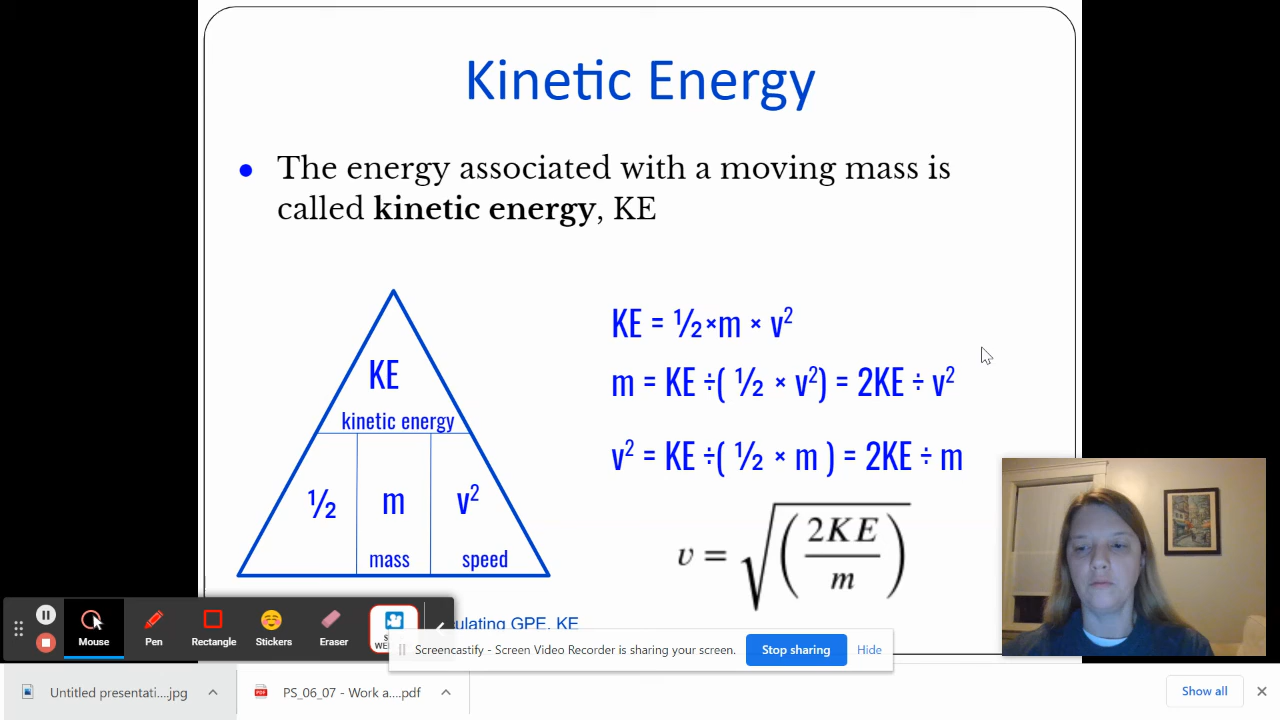 Kinetic Energy
The energy associated with a moving mass is
called kinetic energy, KE
KE
kinetic energy
½
m
v²
mass
speed
KE = ½×m × v²
m = KE ÷( ½ × v²) = 2KE ÷ v²
v² = KE ÷( ½ × m ) = 2KE ÷ m
v = √(2KE/m)
Mouse
Pen
Rectangle
Stickers
Eraser
GPE, KE
Screencastify - Screen Video Recorder is sharing your screen.
Stop sharing
Hide
Untitled presentati....jpg
PS_06_07 - Work a....pdf
Show all